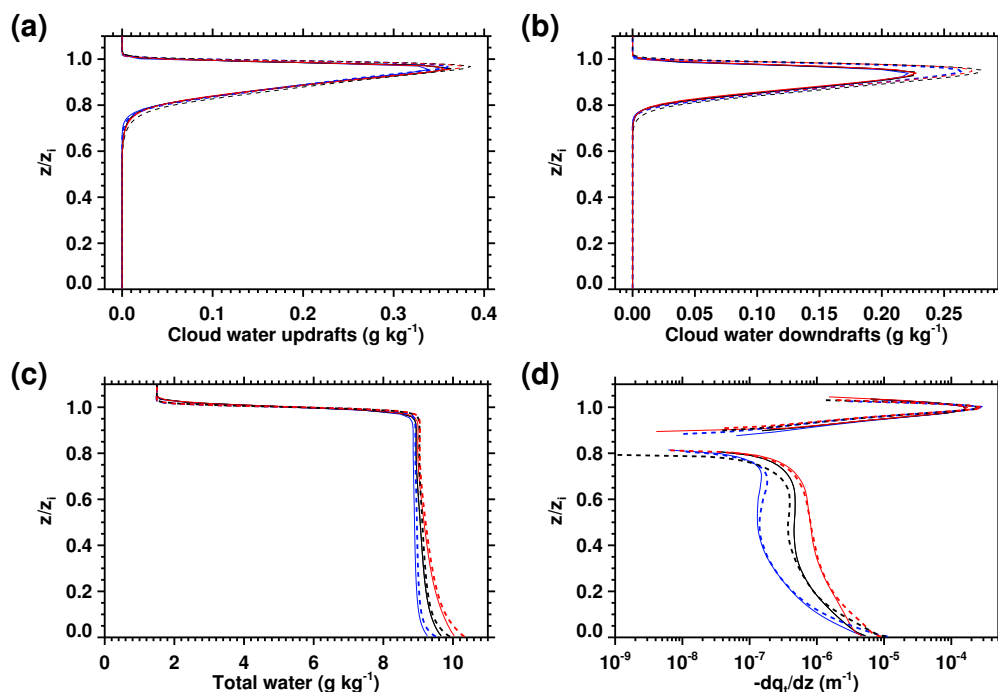 (a)
(b)
1.0
0.8
0.6
0.4
0.2
0.0
z/zi
0.0 0.1 0.2 0.3 0.4
Cloud water updrafts (g kg-1)
1.0
0.8
0.6
0.4
0.2
0.0
z/zi
0.00 0.05 0.10 0.15 0.20 0.25
Cloud water downdrafts (g kg-1)
(c)
(d)
1.0
0.8
0.6
0.4
0.2
0.0
z/zi
0 2 4 6 8 10
Total water (g kg-1)
1.0
0.8
0.6
0.4
0.2
0.0
z/zi
10-9 10-8 10-7 10-6 10-5 10-4
-dqt/dz (m-1)